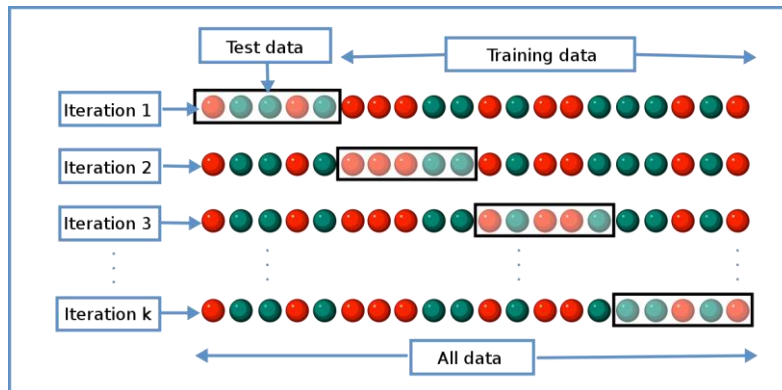 Test data
Training data
Iteration 1
Iteration 2
Iteration 3
Iteration k
All data